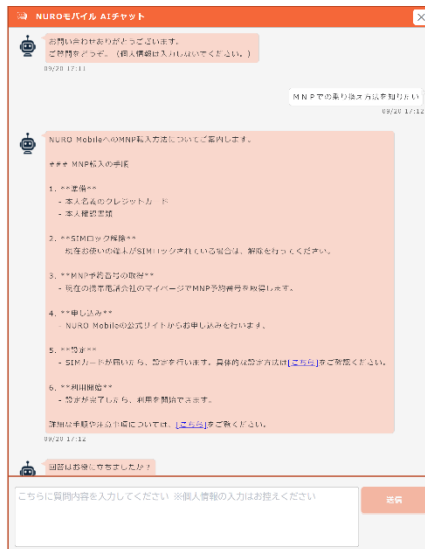 NUROモバイル AIチャット
お問い合わせありがとうございます。
ご質問をどうぞ。（個人情報は入力しないでください。）
09/20 17:11
MNPでの乗り換え方法を知りたい
09/20 17:12
NURO MobileへのMNP転入方法についてご案内します。
### MNP転入の手順
1. **準備**
- 本人名義のクレジットカード
- 本人確認書類
2. **SIMロック解除**
- 現在お使いの端末がSIMロックされている場合は、解除を行ってください。
3. **MNP予約番号の取得**
- 現在の携帯電話会社のマイページでMNP予約番号を取得します。
4. **申し込み**
- NURO Mobileの公式サイトからお申し込みを行います。
5. **設定**
- SIMカードが届いたら、設定を行います。具体的な設定方法は[こちら]をご確認ください。
6. **利用開始**
- 設定が完了したら、利用を開始できます。
詳細な手順や注意事項については、[こちら]をご覧ください。
09/20 17:12
回答はお役に立ちましたか？
こちらに質問内容を入力してください ※個人情報の入力はお控えください
送信